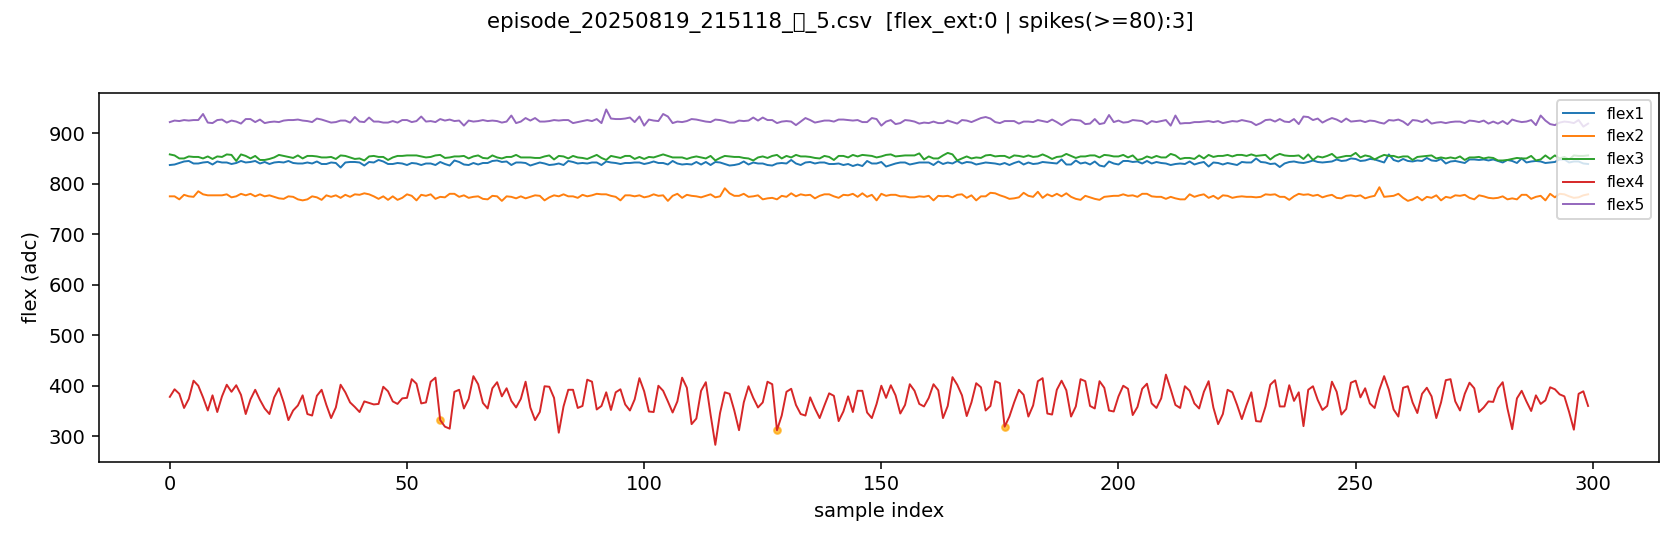 episode_20250819_215118_▯_5.csv [flex_ext:0 | spikes(>=80):3]
flex (adc)
900
800
700
600
500
400
300
flex1
flex2
flex3
flex4
flex5
0
50
100
150
200
250
300
sample index